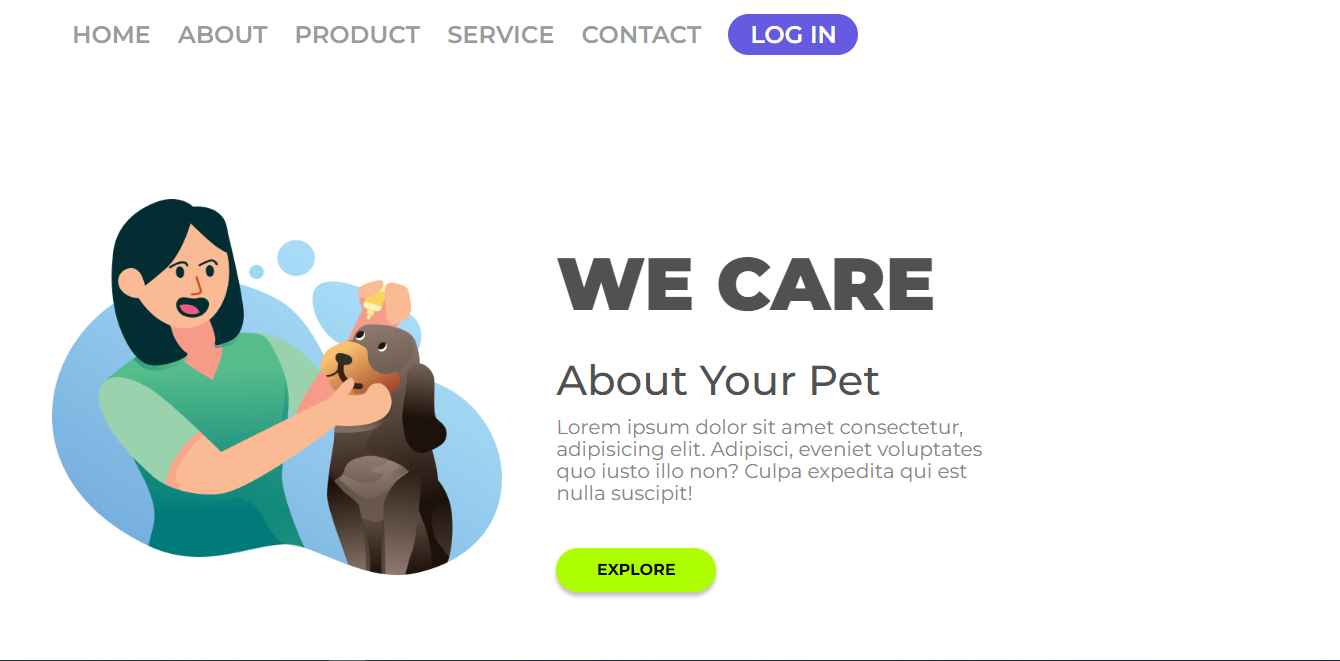 HOME ABOUT PRODUCT SERVICE CONTACT LOG IN
WE CARE
About Your Pet
Lorem ipsum dolor sit amet consectetur,
adipisicing elit. Adipisci, eveniet voluptates
quo iusto illo non? Culpa expedita qui est
nulla suscipit!
EXPLORE